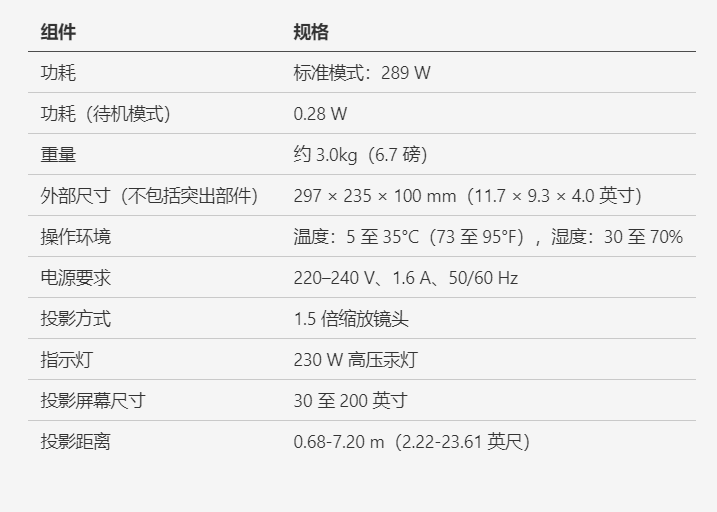 组件 规格
功耗 标准模式：289 W
功耗（待机模式） 0.28 W
重量 约 3.0kg（6.7 磅）
外部尺寸（不包括突出部件） 297 × 235 × 100 mm（11.7 × 9.3 × 4.0 英寸）
操作环境 温度：5 至 35°C（73 至 95°F），湿度：30 至 70%
电源要求 220–240 V、1.6 A、50/60 Hz
投影方式 1.5 倍缩放镜头
指示灯 230 W 高压汞灯
投影屏幕尺寸 30 至 200 英寸
投影距离 0.68-7.20 m（2.22-23.61 英尺）